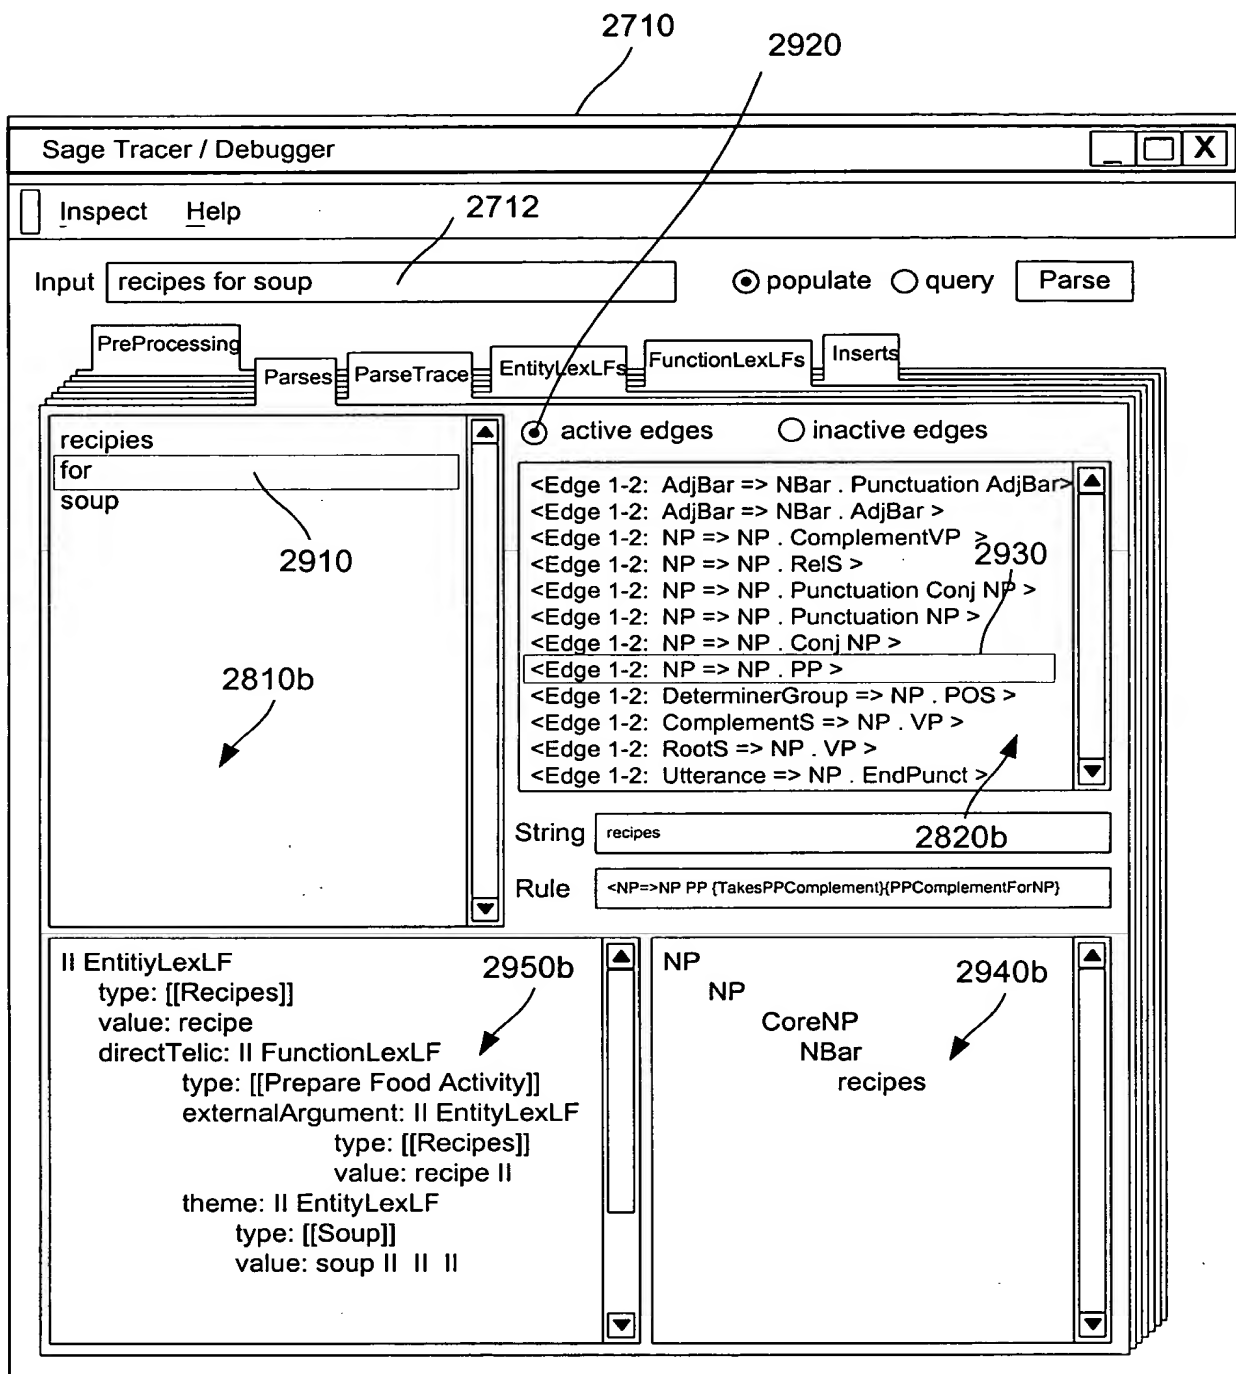 2710
2920
Sage Tracer / Debugger
_ X
Inspect Help 2712
Input recipes for soup populate query Parse
PreProcessing Parses ParseTrace EntityLexLFs FunctionLexLFs Inserts
recipies
for
soup
2910
2810b
active edges inactive edges
<Edge 1-2: AdjBar => NBar . Punctuation AdjBar>
<Edge 1-2: AdjBar => NBar . AdjBar >
<Edge 1-2: NP => NP . ComplementVP >
<Edge 1-2: NP => NP . RelS >
2930
<Edge 1-2: NP => NP . Punctuation Conj NP >
<Edge 1-2: NP => NP . Punctuation NP >
<Edge 1-2: NP => NP . Conj NP >
<Edge 1-2: NP => NP . PP >
<Edge 1-2: DeterminerGroup => NP . POS >
<Edge 1-2: ComplementS => NP . VP >
<Edge 1-2: RootS => NP . VP >
<Edge 1-2: Utterance => NP . EndPunct >
String recipes 2820b
Rule <NP=>NP PP {TakesPPComplement}{PPComplementForNP}
II EntitiyLexLF 2950b
type: [[Recipes]]
value: recipe
directTelic: II FunctionLexLF
type: [[Prepare Food Activity]]
externalArgument: II EntityLexLF
type: [[Recipes]]
value: recipe II
theme: II EntityLexLF
type: [[Soup]]
value: soup II II II
NP 2940b
NP
CoreNP
NBar
recipes